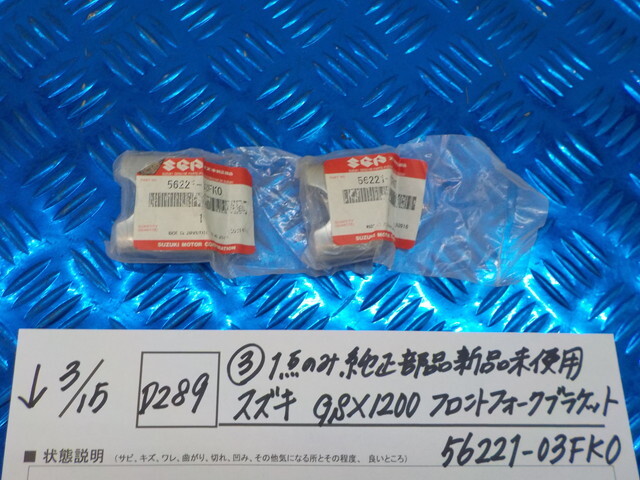 SGP
56221-03FK0
1
SUZUKI MOTOR CORPORATION
SGP
56221-
↓ 3/15 D289 ③1点のみ純正部品新品未使用
スズキ GSX1200 フロントフォークブラケット
56221-03FK0
■ 状態説明 (サビ、キズ、ワレ、曲がり、切れ、凹み、その他気になる所とその程度、良いところ)